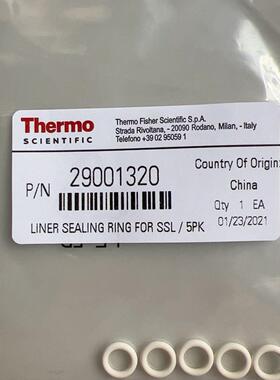 Thermo
SCIENTIFIC
Thermo Fisher Scientific S.p.A.
Strada Rivoltana, - 20090 Rodano, Milan, - Italy
Telefono +39 02 95059 1
P/N 29001320
Country Of Origin:
China
Qty 1 EA
01/23/2021
LINER SEALING RING FOR SSL / 5PK